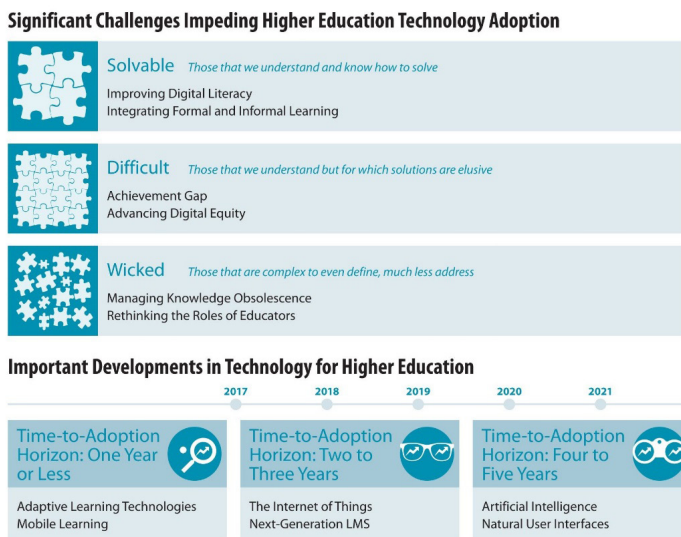 Significant Challenges Impeding Higher Education Technology Adoption
Solvable Those that we understand and know how to solve
Improving Digital Literacy
Integrating Formal and Informal Learning
Difficult Those that we understand but for which solutions are elusive
Achievement Gap
Advancing Digital Equity
Wicked Those that are complex to even define, much less address
Managing Knowledge Obsolescence
Rethinking the Roles of Educators
Important Developments in Technology for Higher Education
2017 2018 2019 2020 2021
Time-to-Adoption
Horizon: One Year
or Less
Adaptive Learning Technologies
Mobile Learning
Time-to-Adoption
Horizon: Two to
Three Years
The Internet of Things
Next-Generation LMS
Time-to-Adoption
Horizon: Four to
Five Years
Artificial Intelligence
Natural User Interfaces